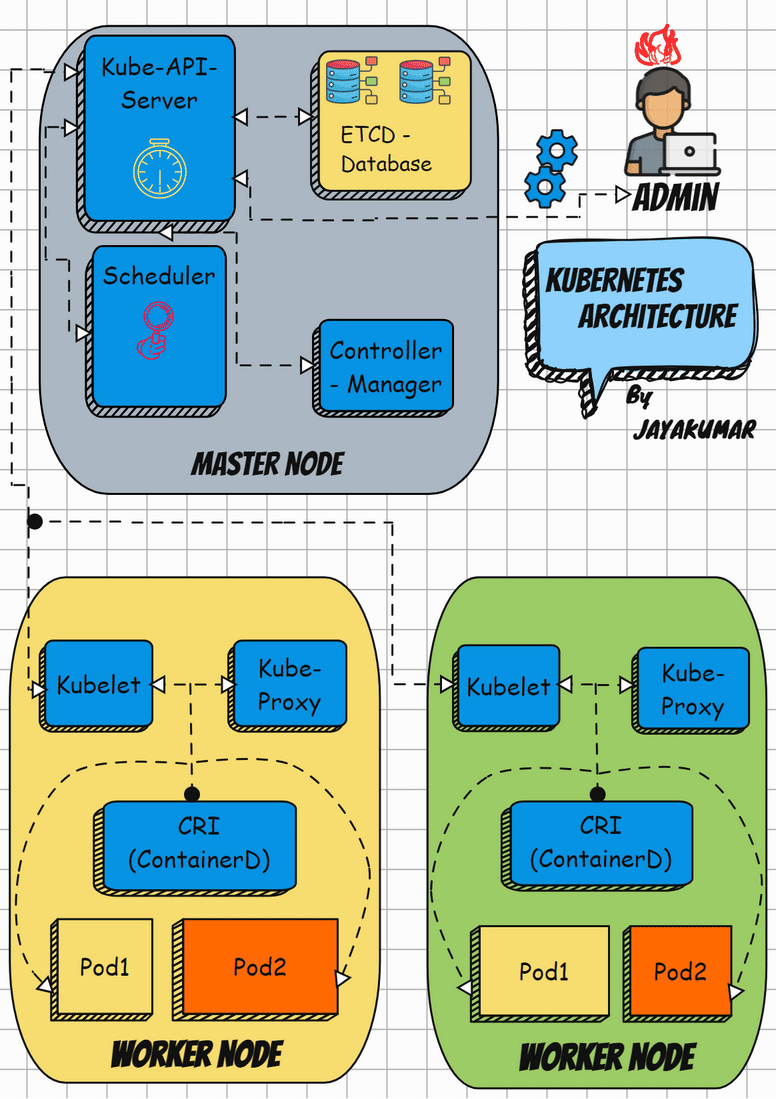 Kube-API-
Server
ETCD -
Database
ADMIN
KUBERNETES
ARCHITECTURE
By
JAYAKUMAR
Scheduler
Controller
- Manager
MASTER NODE
Kubelet
Kube-
Proxy
CRI
(ContainerD)
Pod1
Pod2
WORKER NODE
Kubelet
Kube-
Proxy
CRI
(ContainerD)
Pod1
Pod2
WORKER NODE